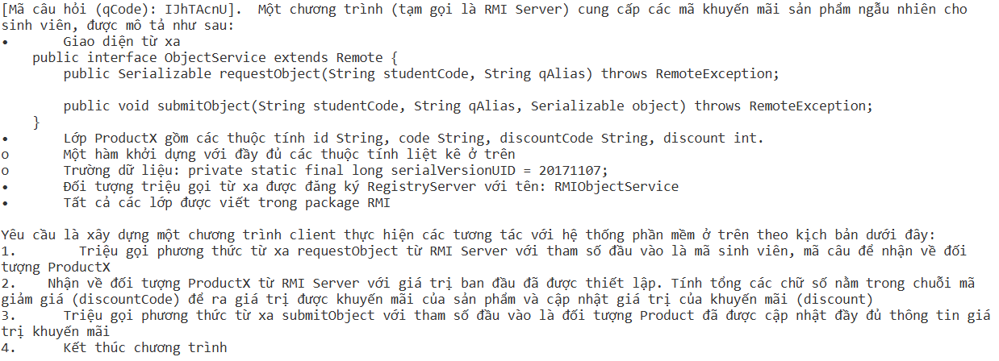 [Mã câu hỏi (qCode): IJhTAcnU].  Một chương trình (tạm gọi là RMI Server) cung cấp các mã khuyến mãi sản phẩm ngẫu nhiên cho
sinh viên, được mô tả như sau:
•       Giao diện từ xa
    public interface ObjectService extends Remote {
        public Serializable requestObject(String studentCode, String qAlias) throws RemoteException;

        public void submitObject(String studentCode, String qAlias, Serializable object) throws RemoteException;
    }
•       Lớp ProductX gồm các thuộc tính id String, code String, discountCode String, discount int.
o       Một hàm khởi dựng với đầy đủ các thuộc tính liệt kê ở trên
o       Trường dữ liệu: private static final long serialVersionUID = 20171107;
•       Đối tượng triệu gọi từ xa được đăng ký RegistryServer với tên: RMIObjectService
•       Tất cả các lớp được viết trong package RMI

Yêu cầu là xây dựng một chương trình client thực hiện các tương tác với hệ thống phần mềm ở trên theo kịch bản dưới đây:
1.        Triệu gọi phương thức từ xa requestObject từ RMI Server với tham số đầu vào là mã sinh viên, mã câu để nhận về đối
tượng ProductX
2.    Nhận về đối tượng ProductX từ RMI Server với giá trị ban đầu đã được thiết lập. Tính tổng các chữ số nằm trong chuỗi mã
giảm giá (discountCode) để ra giá trị được khuyến mãi của sản phẩm và cập nhật giá trị của khuyến mãi (discount)
3.      Triệu gọi phương thức từ xa submitObject với tham số đầu vào là đối tượng Product đã được cập nhật đầy đủ thông tin giá
trị khuyến mãi
4.      Kết thúc chương trình